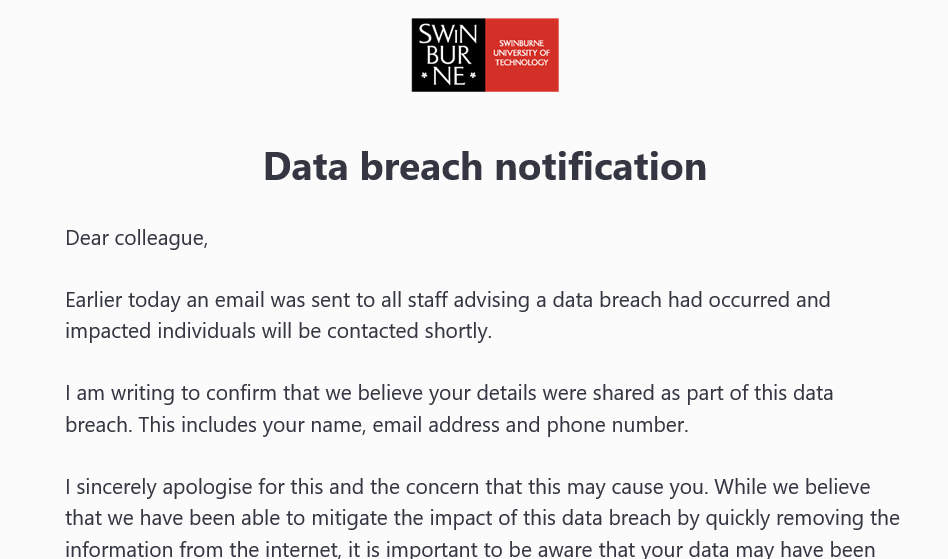 SWiN
BUR
* NE *
SWINBURNE
UNIVERSITY OF
TECHNOLOGY
Data breach notification
Dear colleague,
Earlier today an email was sent to all staff advising a data breach had occurred and
impacted individuals will be contacted shortly.
I am writing to confirm that we believe your details were shared as part of this data
breach. This includes your name, email address and phone number.
I sincerely apologise for this and the concern that this may cause you. While we believe
that we have been able to mitigate the impact of this data breach by quickly removing the
information from the internet, it is important to be aware that your data may have been